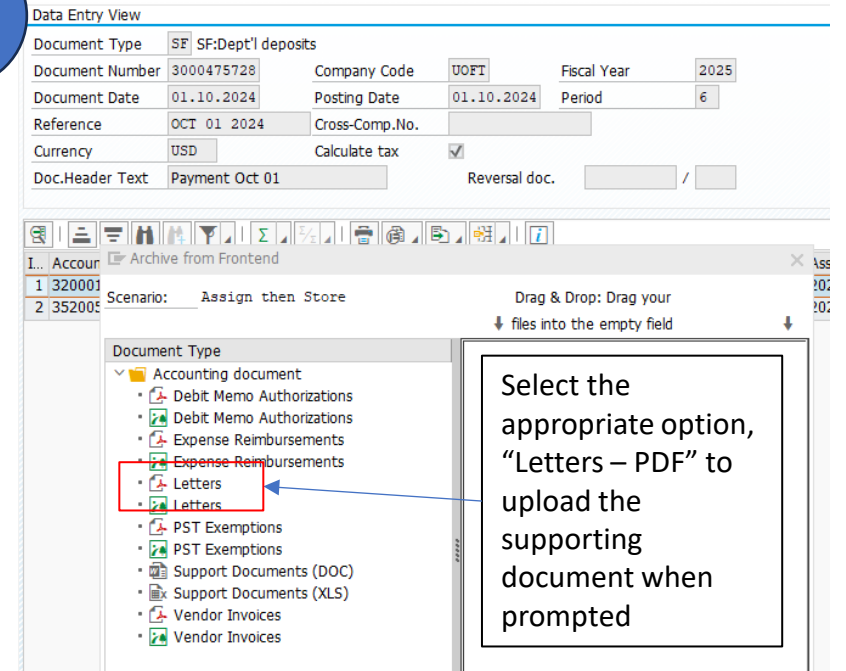 Data Entry View
Document Type SF SF:Dept'l deposits
Document Number 3000475728 Company Code UOFT Fiscal Year 2025
Document Date 01.10.2024 Posting Date 01.10.2024 Period 6
Reference OCT 01 2024 Cross-Comp.No.
Currency USD Calculate tax
Doc.Header Text Payment Oct 01 Reversal doc. /
I.. Accoun Ass
1 320001 202
2 352005 202
Archive from Frontend
Scenario: Assign then Store
Drag & Drop: Drag your
files into the empty field
Document Type
Accounting document
Debit Memo Authorizations
Debit Memo Authorizations
Expense Reimbursements
Expense Reimbursements
Letters
Letters
PST Exemptions
PST Exemptions
Support Documents (DOC)
Support Documents (XLS)
Vendor Invoices
Vendor Invoices
Select the
appropriate option,
“Letters – PDF” to
upload the
supporting
document when
prompted